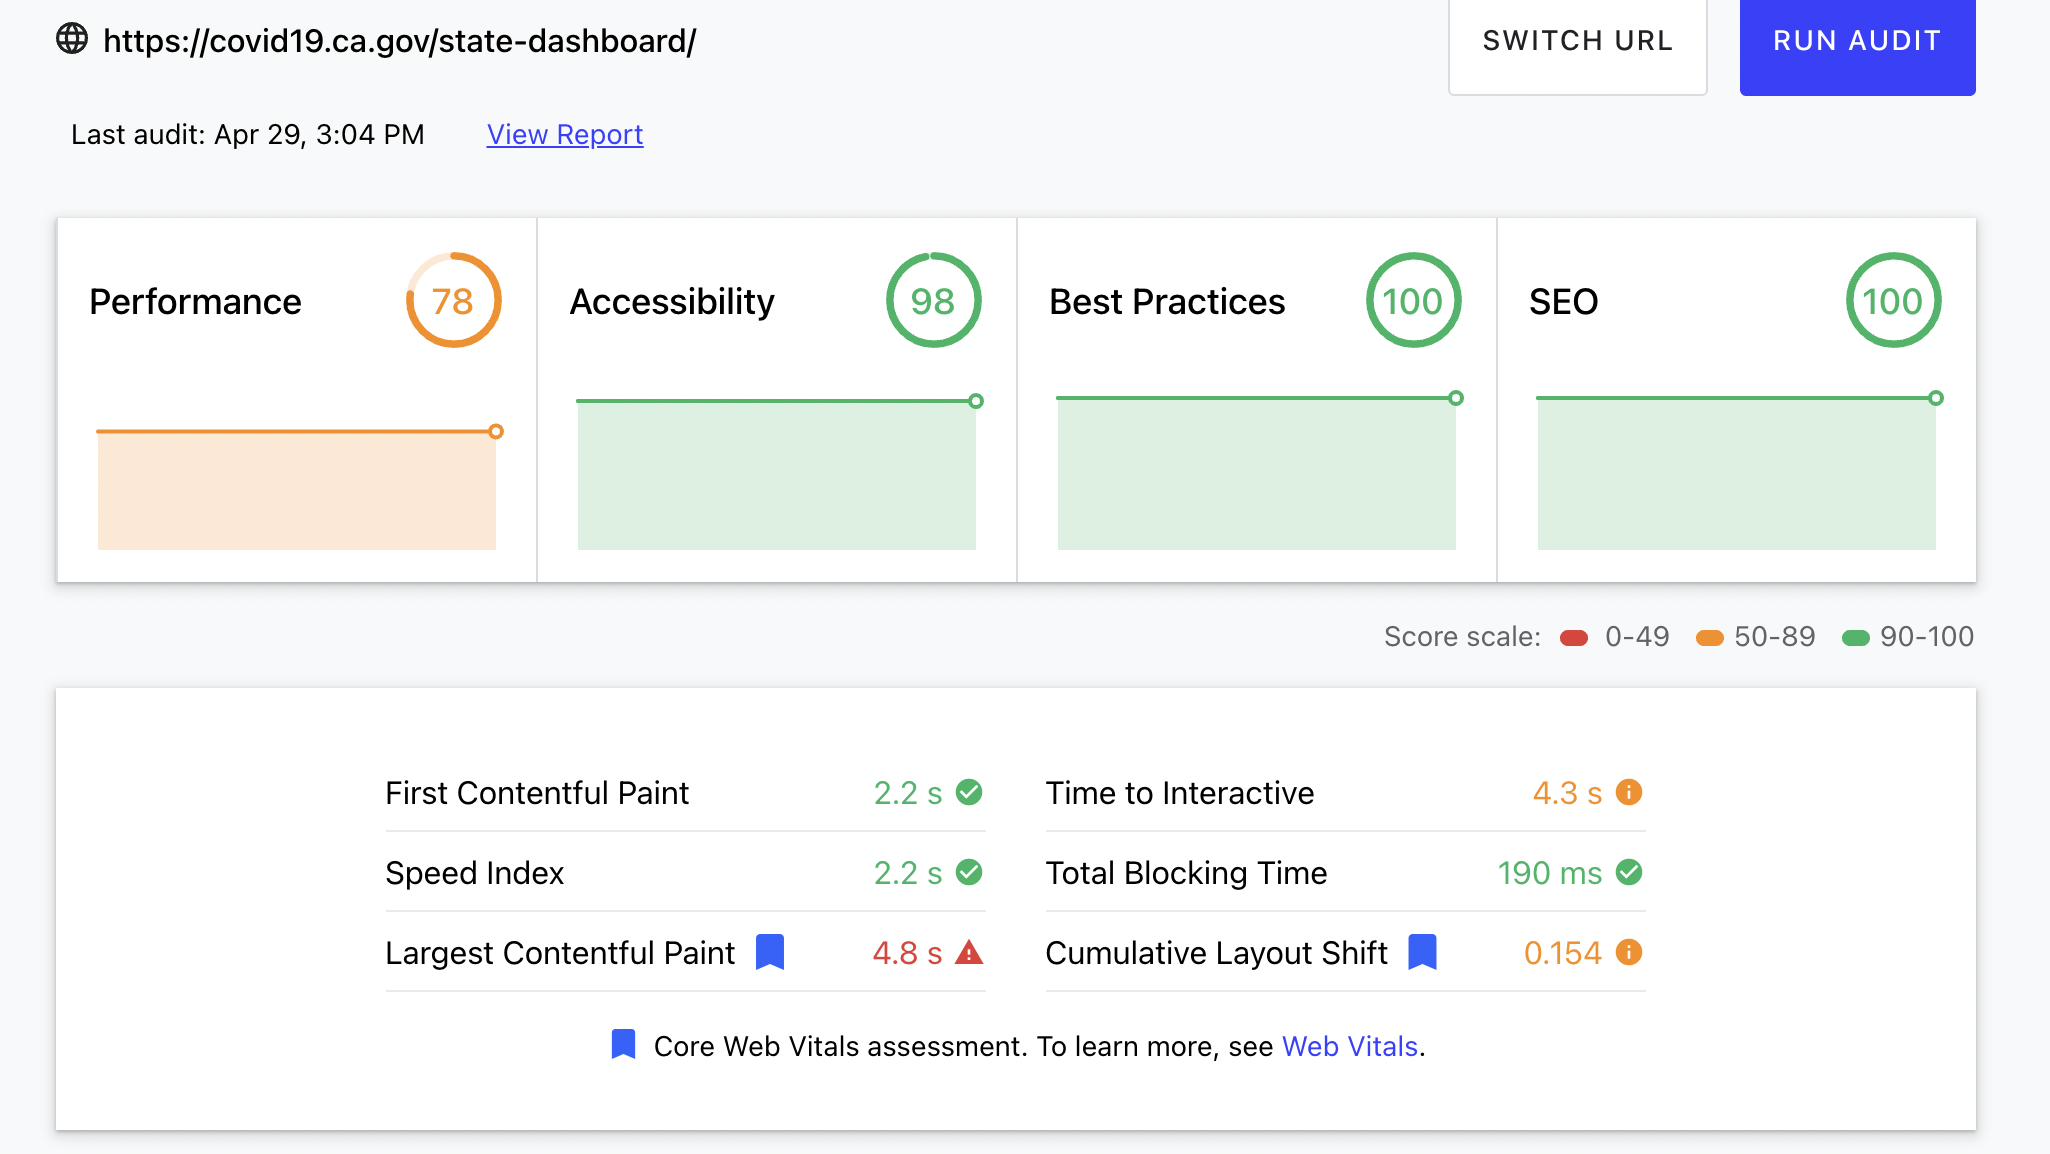 https://covid19.ca.gov/state-dashboard/
SWITCH URL
RUN AUDIT
Last audit: Apr 29, 3:04 PM View Report
Performance 78
Accessibility 98
Best Practices 100
SEO 100
Score scale: 0-49 50-89 90-100
First Contentful Paint 2.2 s
Time to Interactive 4.3 s
Speed Index 2.2 s
Total Blocking Time 190 ms
Largest Contentful Paint 4.8 s
Cumulative Layout Shift 0.154
Core Web Vitals assessment. To learn more, see Web Vitals.